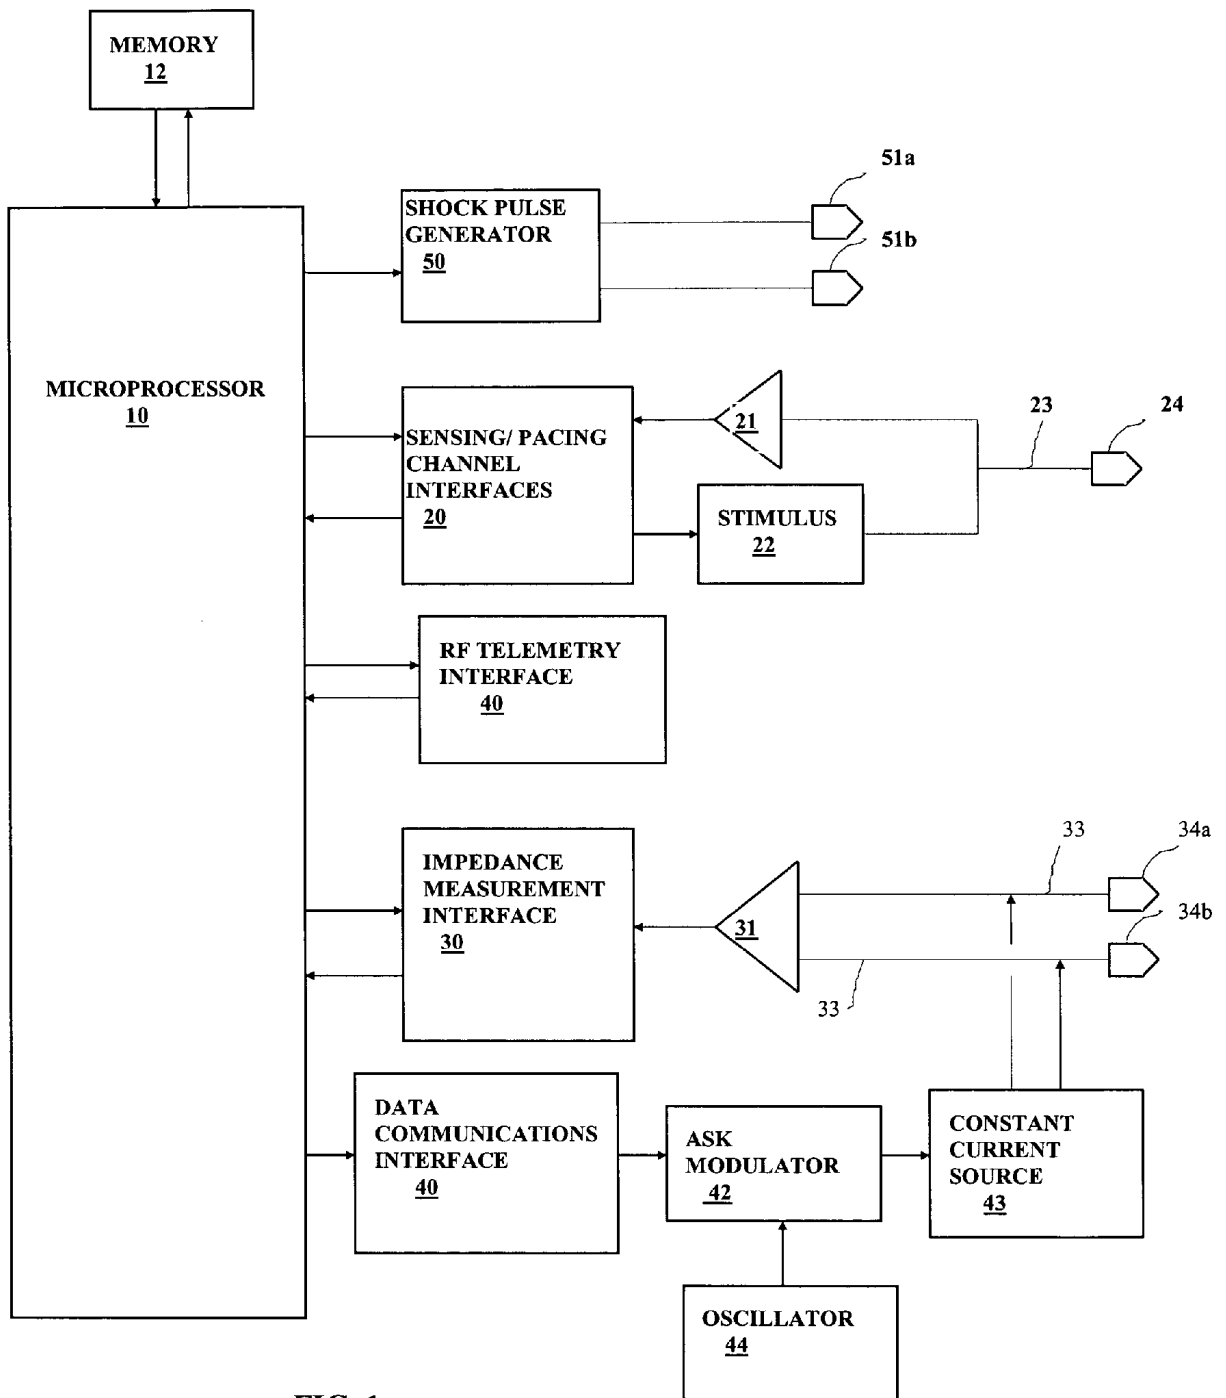 MEMORY
12
51a
SHOCK PULSE
GENERATOR
50
51b
MICROPROCESSOR
10
SENSING/ PACING
CHANNEL
INTERFACES
20
21
STIMULUS
22
23
24
RF TELEMETRY
INTERFACE
40
IMPEDANCE
MEASUREMENT
INTERFACE
30
31
33
34a
34b
33
DATA
COMMUNICATIONS
INTERFACE
40
ASK
MODULATOR
42
CONSTANT
CURRENT
SOURCE
43
OSCILLATOR
44